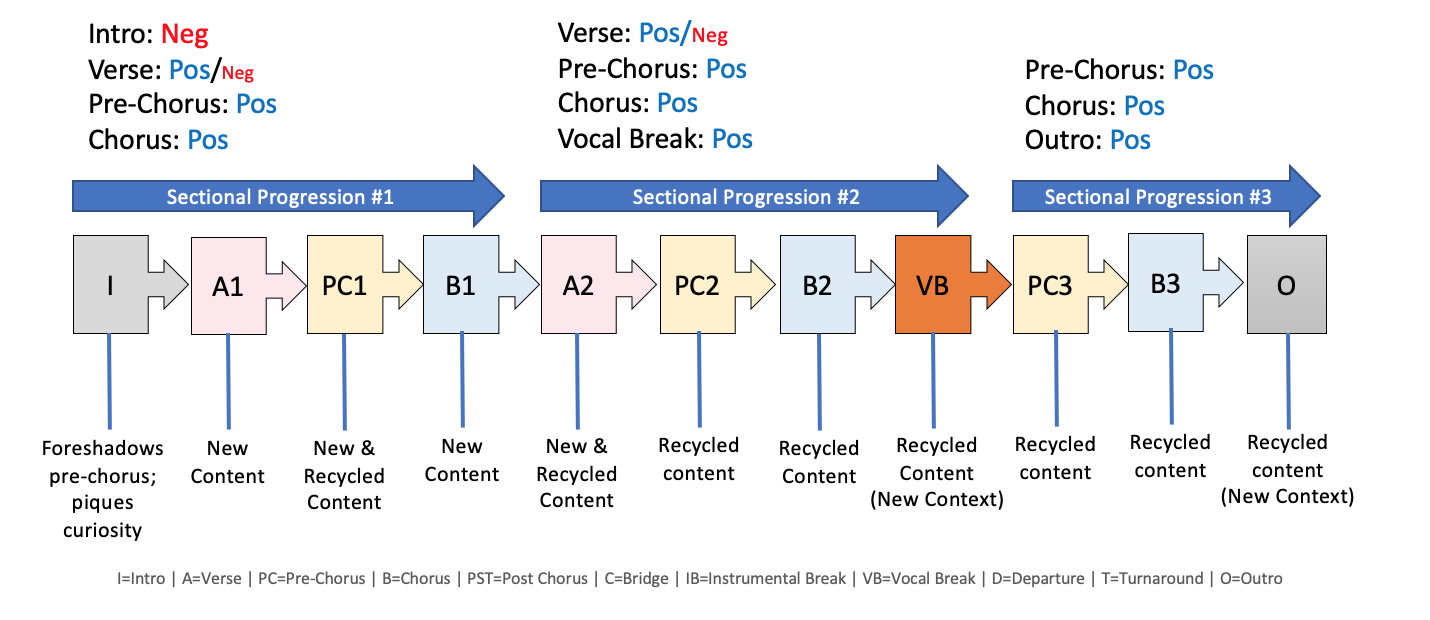 Intro: Neg
Verse: Pos/Neg
Pre-Chorus: Pos
Chorus: Pos
Verse: Pos/Neg
Pre-Chorus: Pos
Chorus: Pos
Vocal Break: Pos
Pre-Chorus: Pos
Chorus: Pos
Outro: Pos
Sectional Progression #1
Sectional Progression #2
Sectional Progression #3
I
A1
PC1
B1
A2
PC2
B2
VB
PC3
B3
O
Foreshadows
pre-chorus;
piques
curiosity
New
Content
New &
Recycled
Content
New
Content
New &
Recycled
Content
Recycled
content
Recycled
Content
Recycled
Content
(New Context)
Recycled
content
Recycled
content
Recycled
content
(New Context)
I=Intro | A=Verse | PC=Pre-Chorus | B=Chorus | PST=Post Chorus | C=Bridge | IB=Instrumental Break | VB=Vocal Break | D=Departure | T=Turnaround | O=Outro